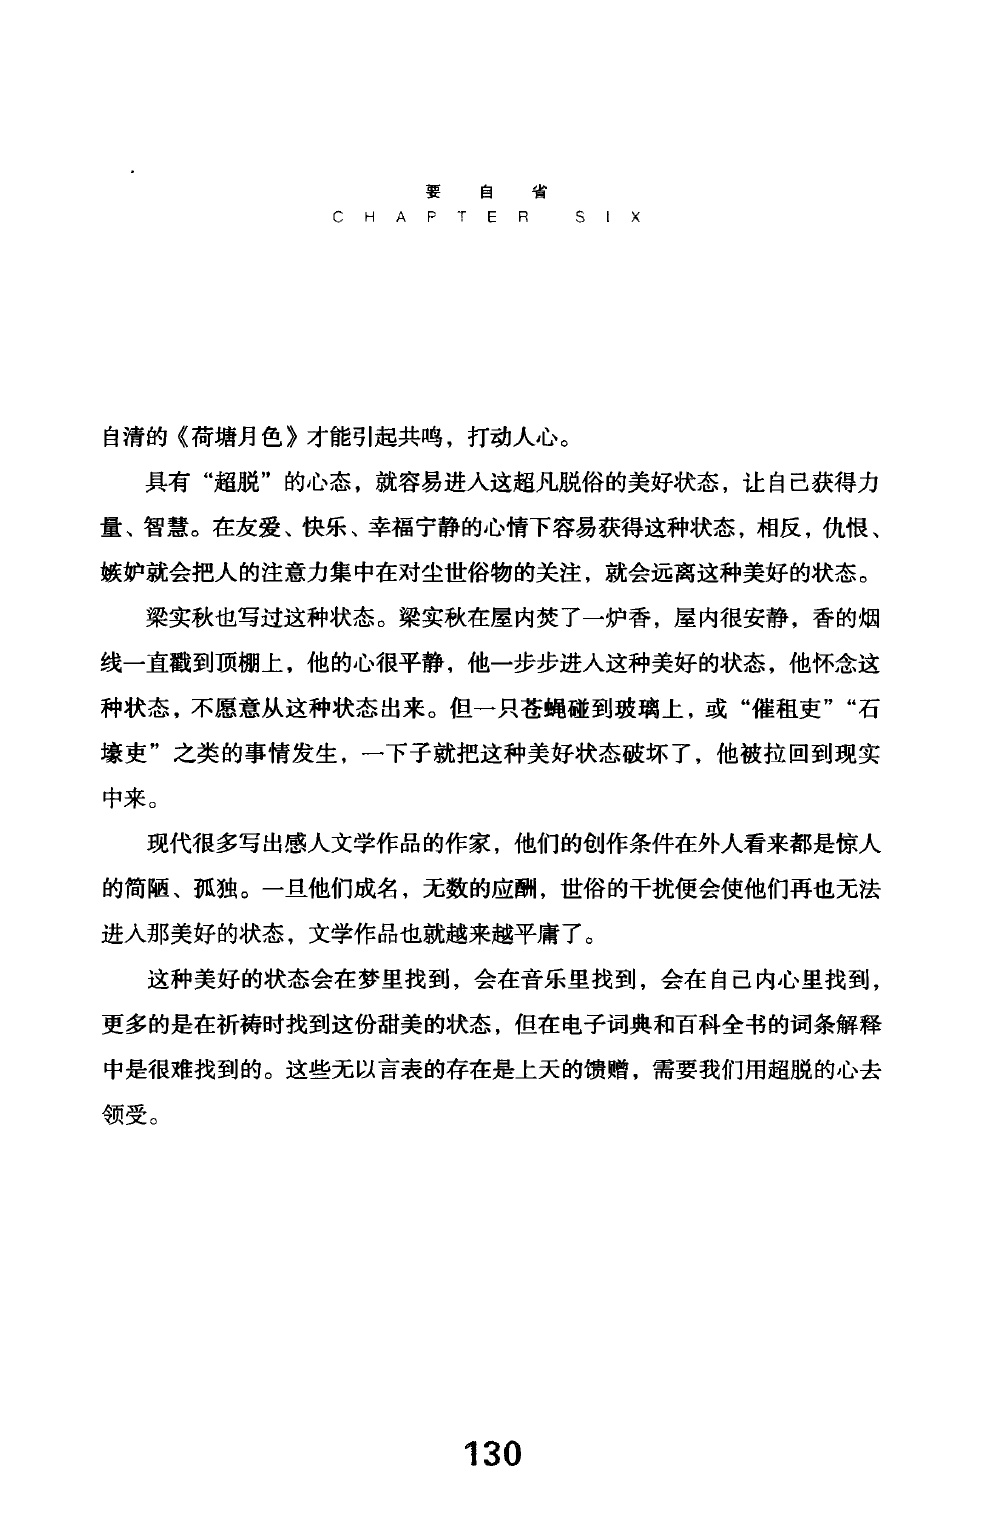 要自省
CHAPTER SIX
自清的《荷塘月色》才能引起共鸣，打动人心。
具有“超脱”的心态，就容易进入这超凡脱俗的美好状态，让自己获得力
量、智慧。在友爱、快乐、幸福宁静的心情下容易获得这种状态，相反，仇恨、
嫉妒就会把人的注意力集中在对尘世俗物的关注，就会远离这种美好的状态。
梁实秋也写过这种状态。梁实秋在屋内焚了一炉香，屋内很安静，香的烟
线一直戳到顶棚上，他的心很平静，他一步步进入这种美好的状态，他怀念这
种状态，不愿意从这种状态出来。但一只苍蝇碰到玻璃上，或“催租吏”“石
壕吏”之类的事情发生，一下子就把这种美好状态破坏了，他被拉回到现实
中来。
现代很多写出感人文学作品的作家，他们的创作条件在外人看来都是惊人
的简陋、孤独。一旦他们成名，无数的应酬，世俗的干扰便会使他们再也无法
进入那美好的状态，文学作品也就越来越平庸了。
这种美好的状态会在梦里找到，会在音乐里找到，会在自己内心里找到，
更多的是在祈祷时找到这份甜美的状态，但在电子词典和百科全书的词条解释
中是很难找到的。这些无以言表的存在是上天的馈赠，需要我们用超脱的心去
领受。
130